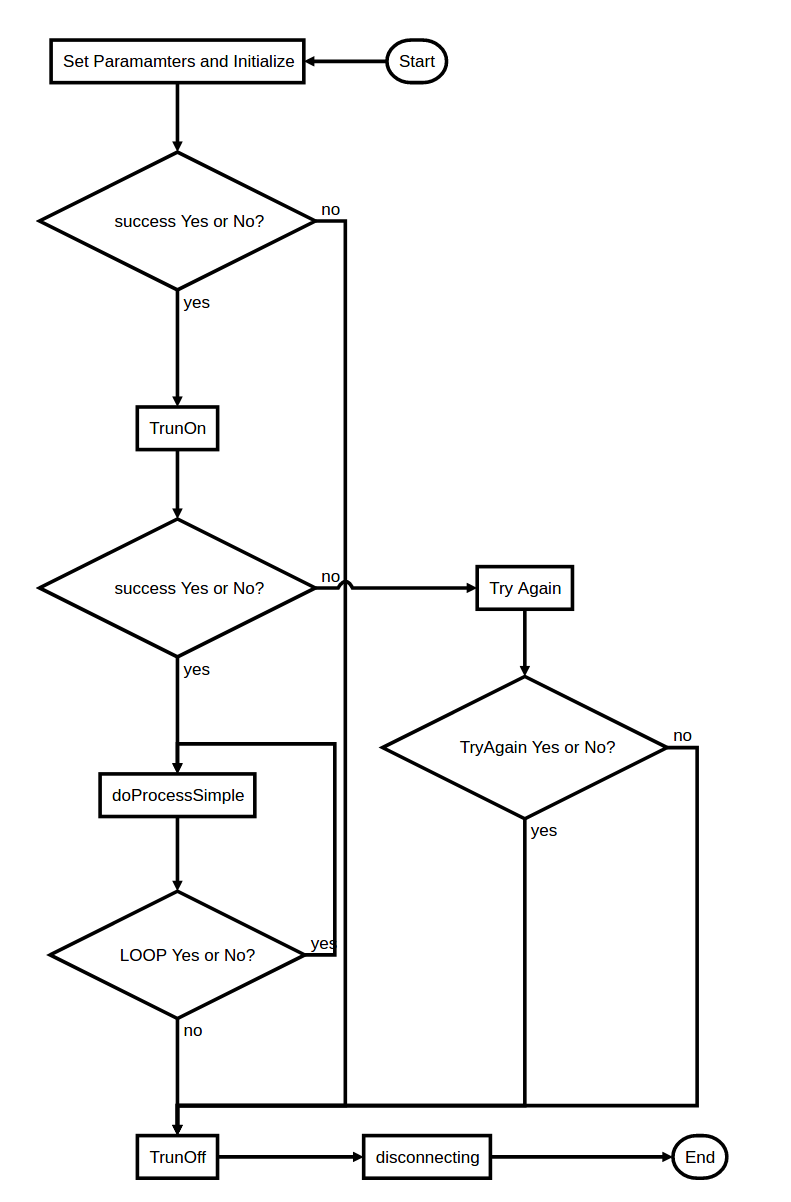 Set Paramamters and Initialize
Start
success Yes or No?
no
yes
TrunOn
success Yes or No?
no
Try Again
yes
TryAgain Yes or No?
no
doProcessSimple
yes
LOOP Yes or No?
yes
no
TrunOff
disconnecting
End